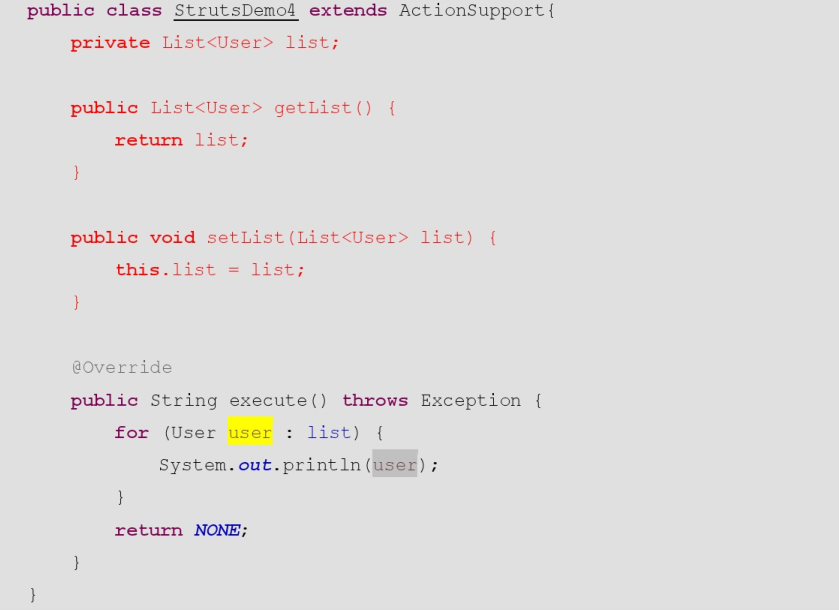 public class StrutsDemo4 extends ActionSupport{
    private List<User> list;
    public List<User> getList() {
        return list;
    }
    public void setList(List<User> list) {
        this.list = list;
    }
    @Override
    public String execute() throws Exception {
        for (User user : list) {
            System.out.println(user);
        }
        return NONE;
    }
}